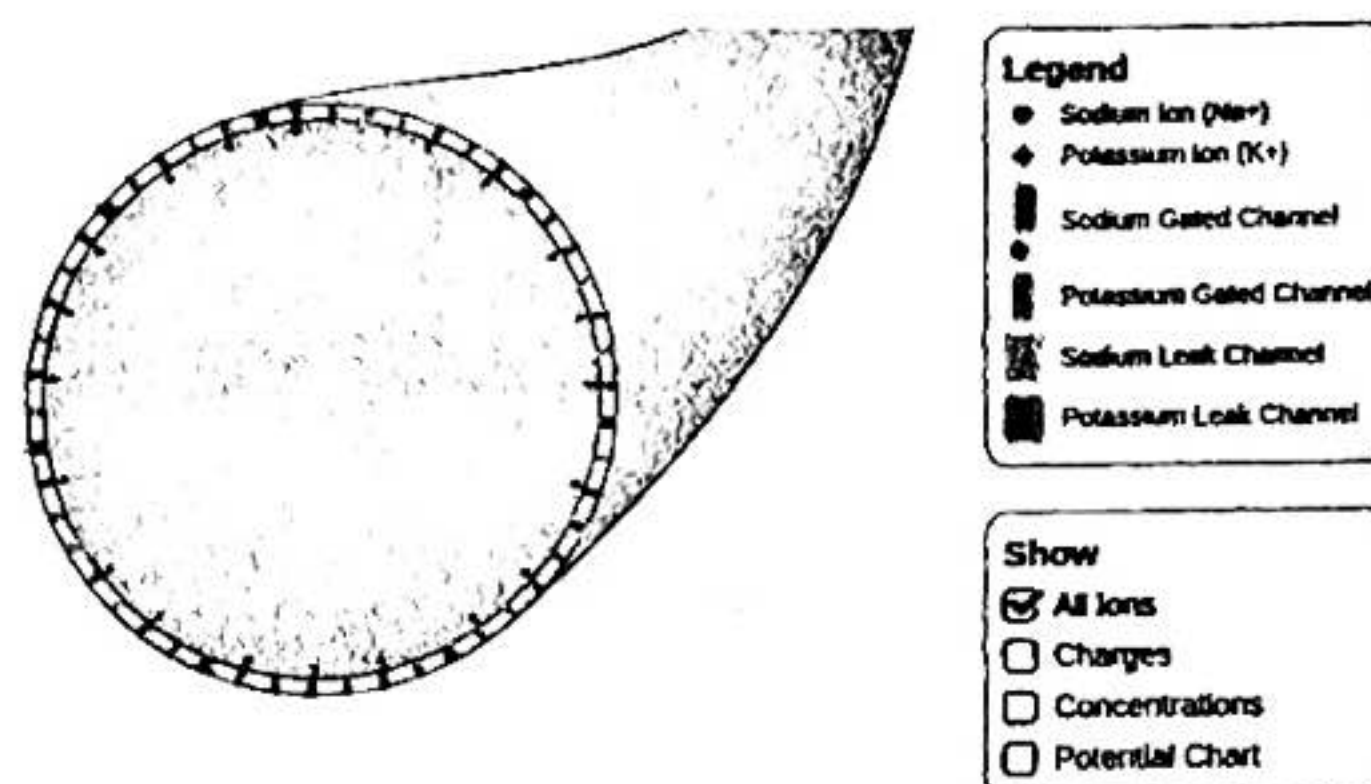 Legend
Sodium Ion (Na+)
Potassium Ion (K+)
Sodium Gated Channel
Potassium Gated Channel
Sodium Leak Channel
Potassium Leak Channel
Show
All Ions
Charges
Concentrations
Potential Chart